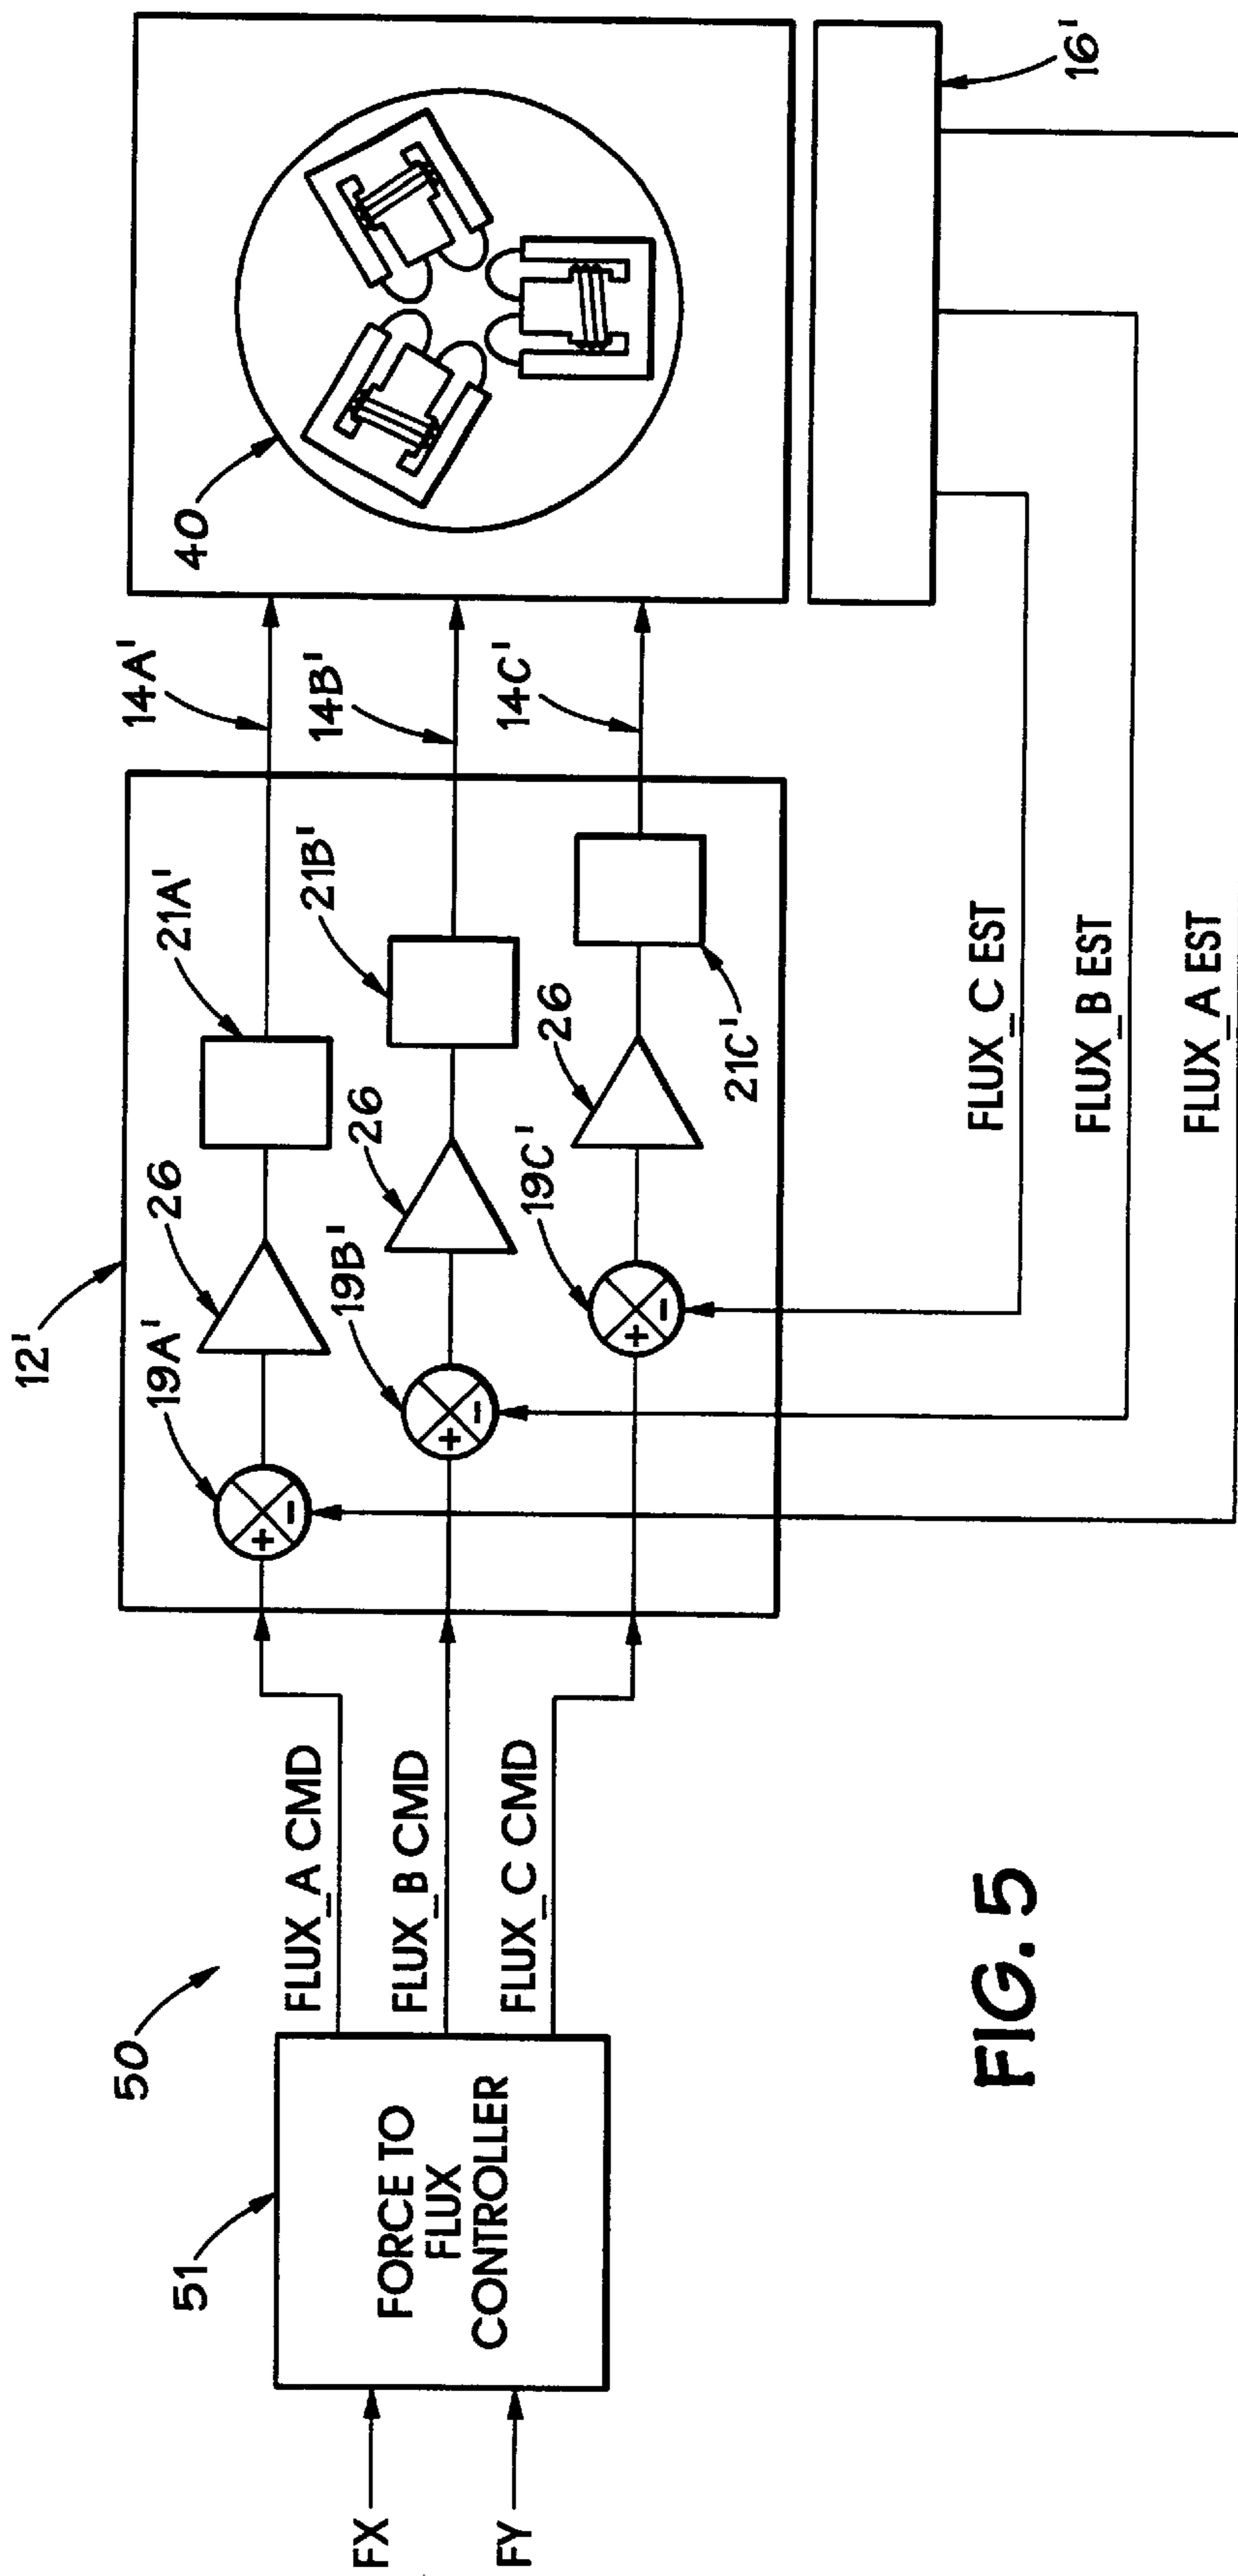 50
51
FORCE TO
FLUX
CONTROLLER
FX
FY
FLUX_A CMD
FLUX_B CMD
FLUX_C CMD
12'
19A'
+
−
26
21A'
14A'
19B'
+
−
26
21B'
14B'
19C'
+
−
26
21C'
14C'
40
16'
FLUX_C EST
FLUX_B EST
FLUX_A EST
FIG. 5